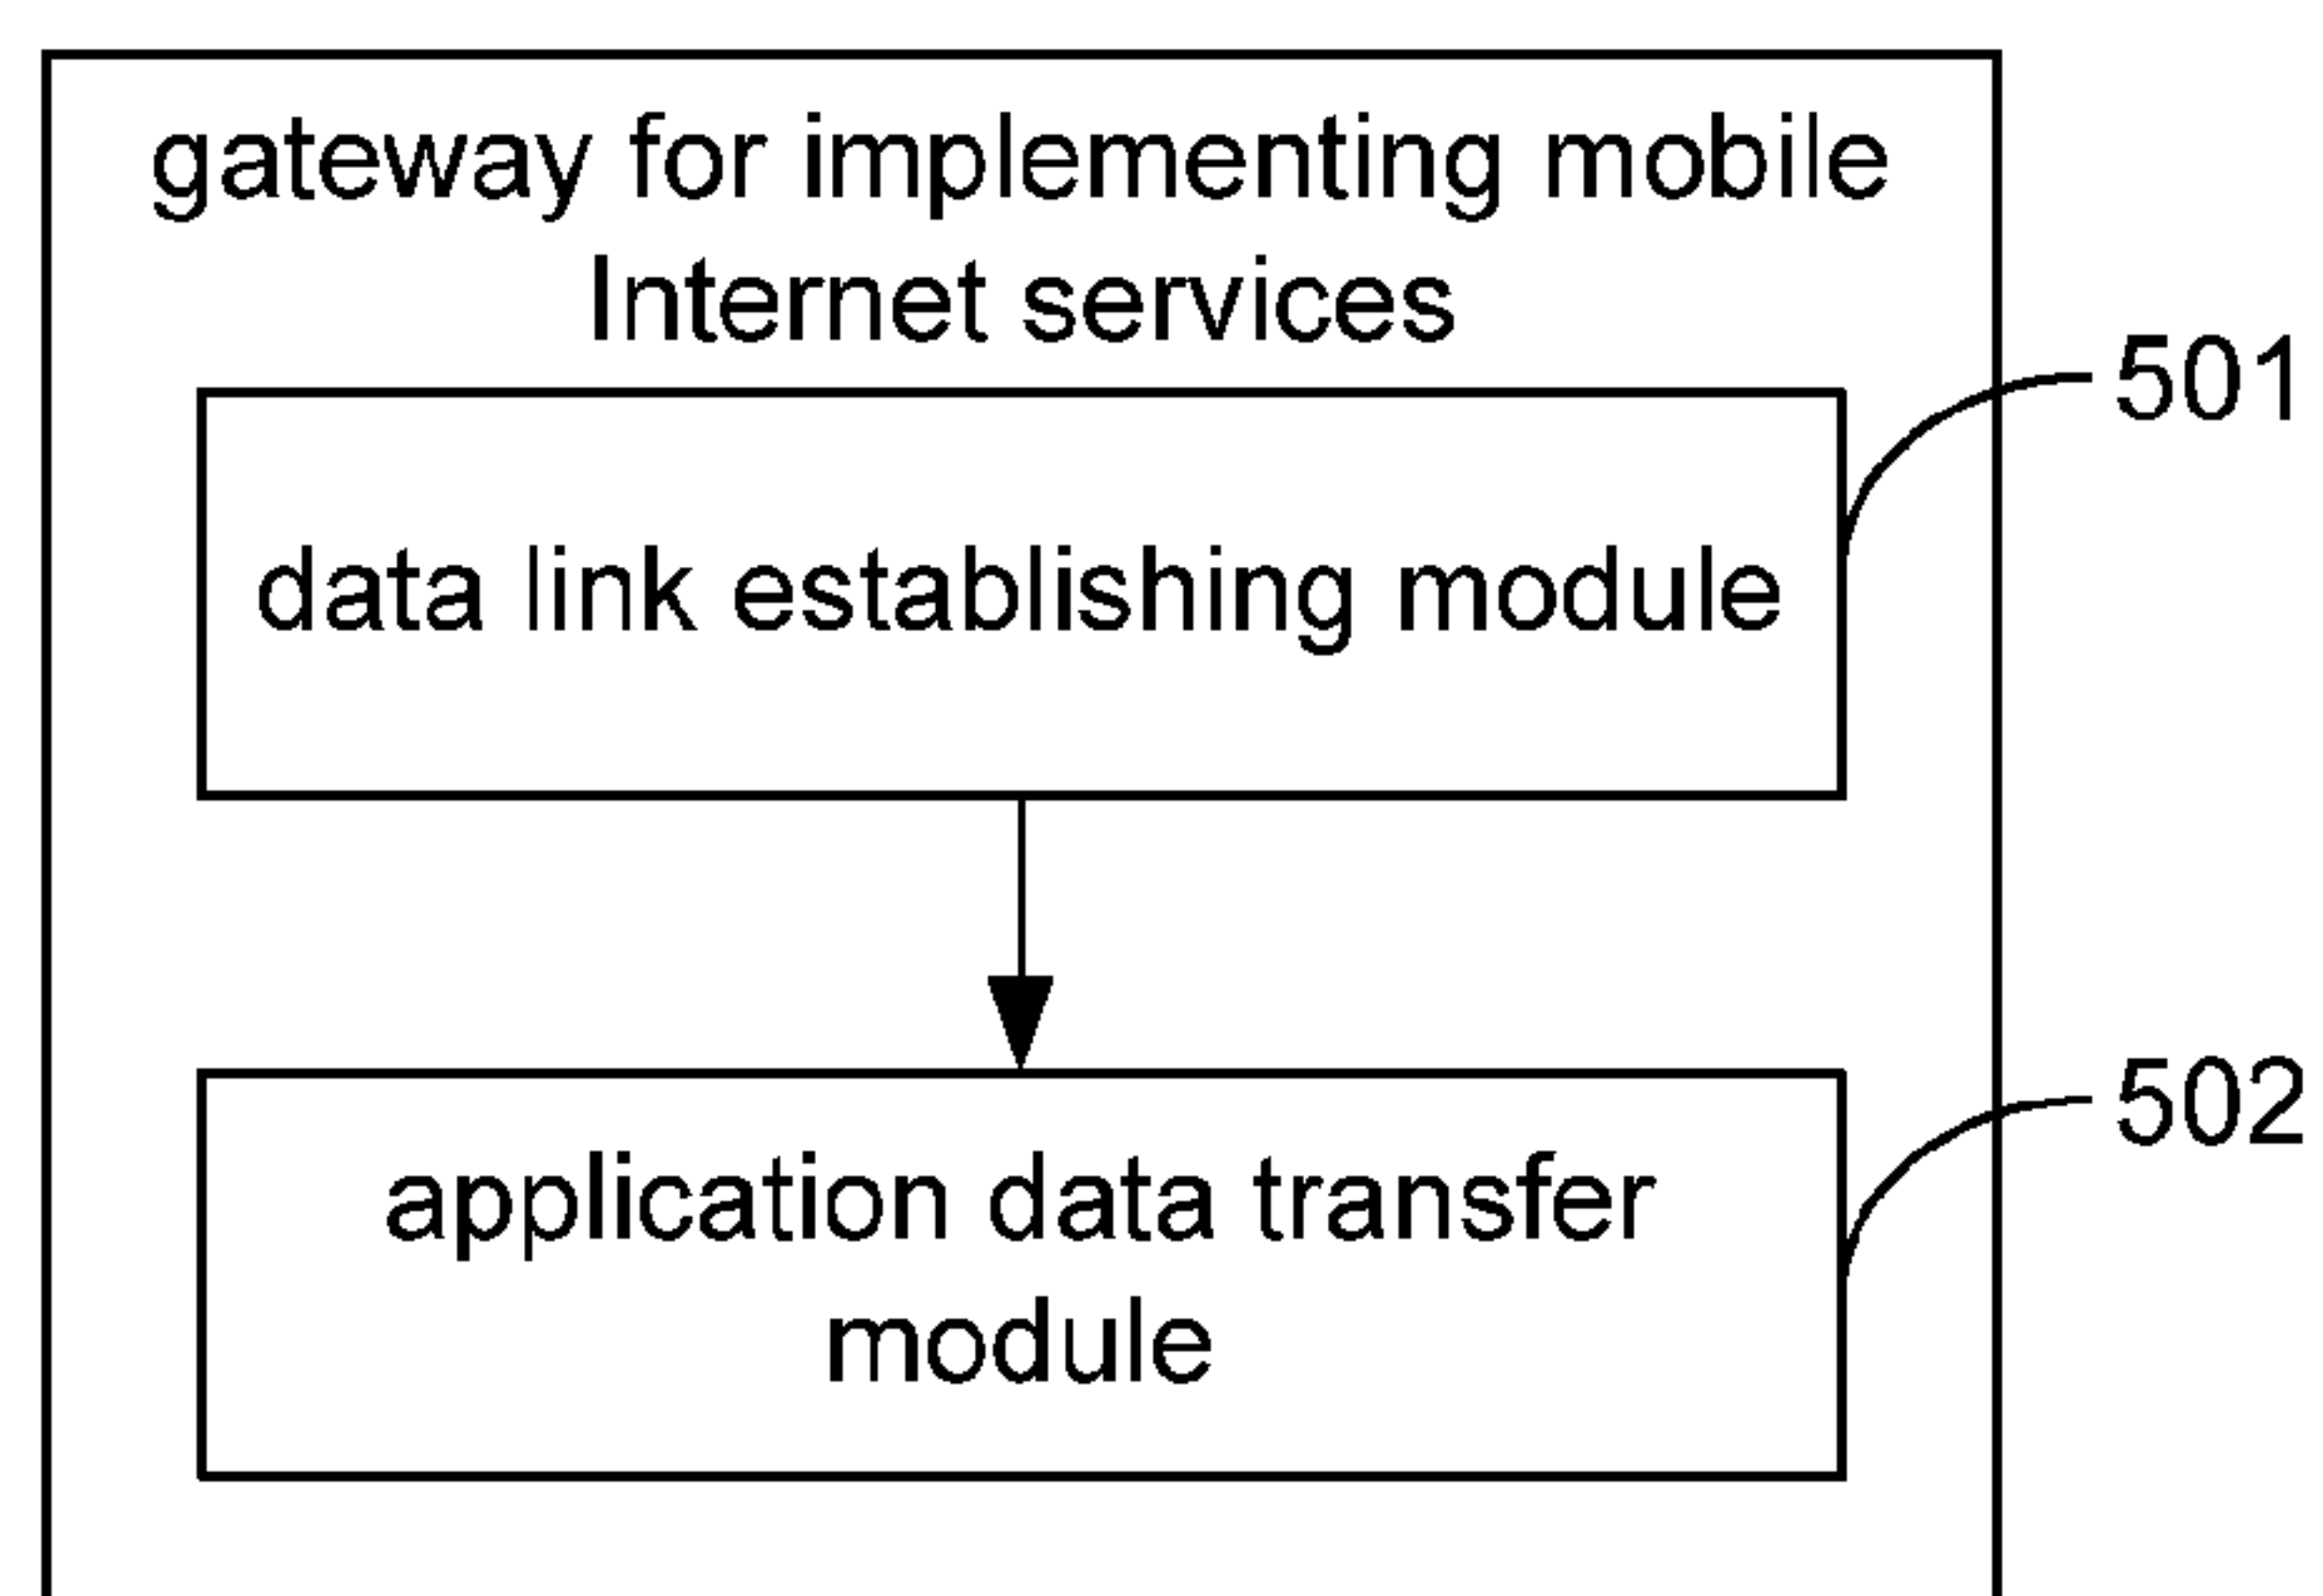 gateway for implementing mobile
Internet services
501
data link establishing module
502
application data transfer
module